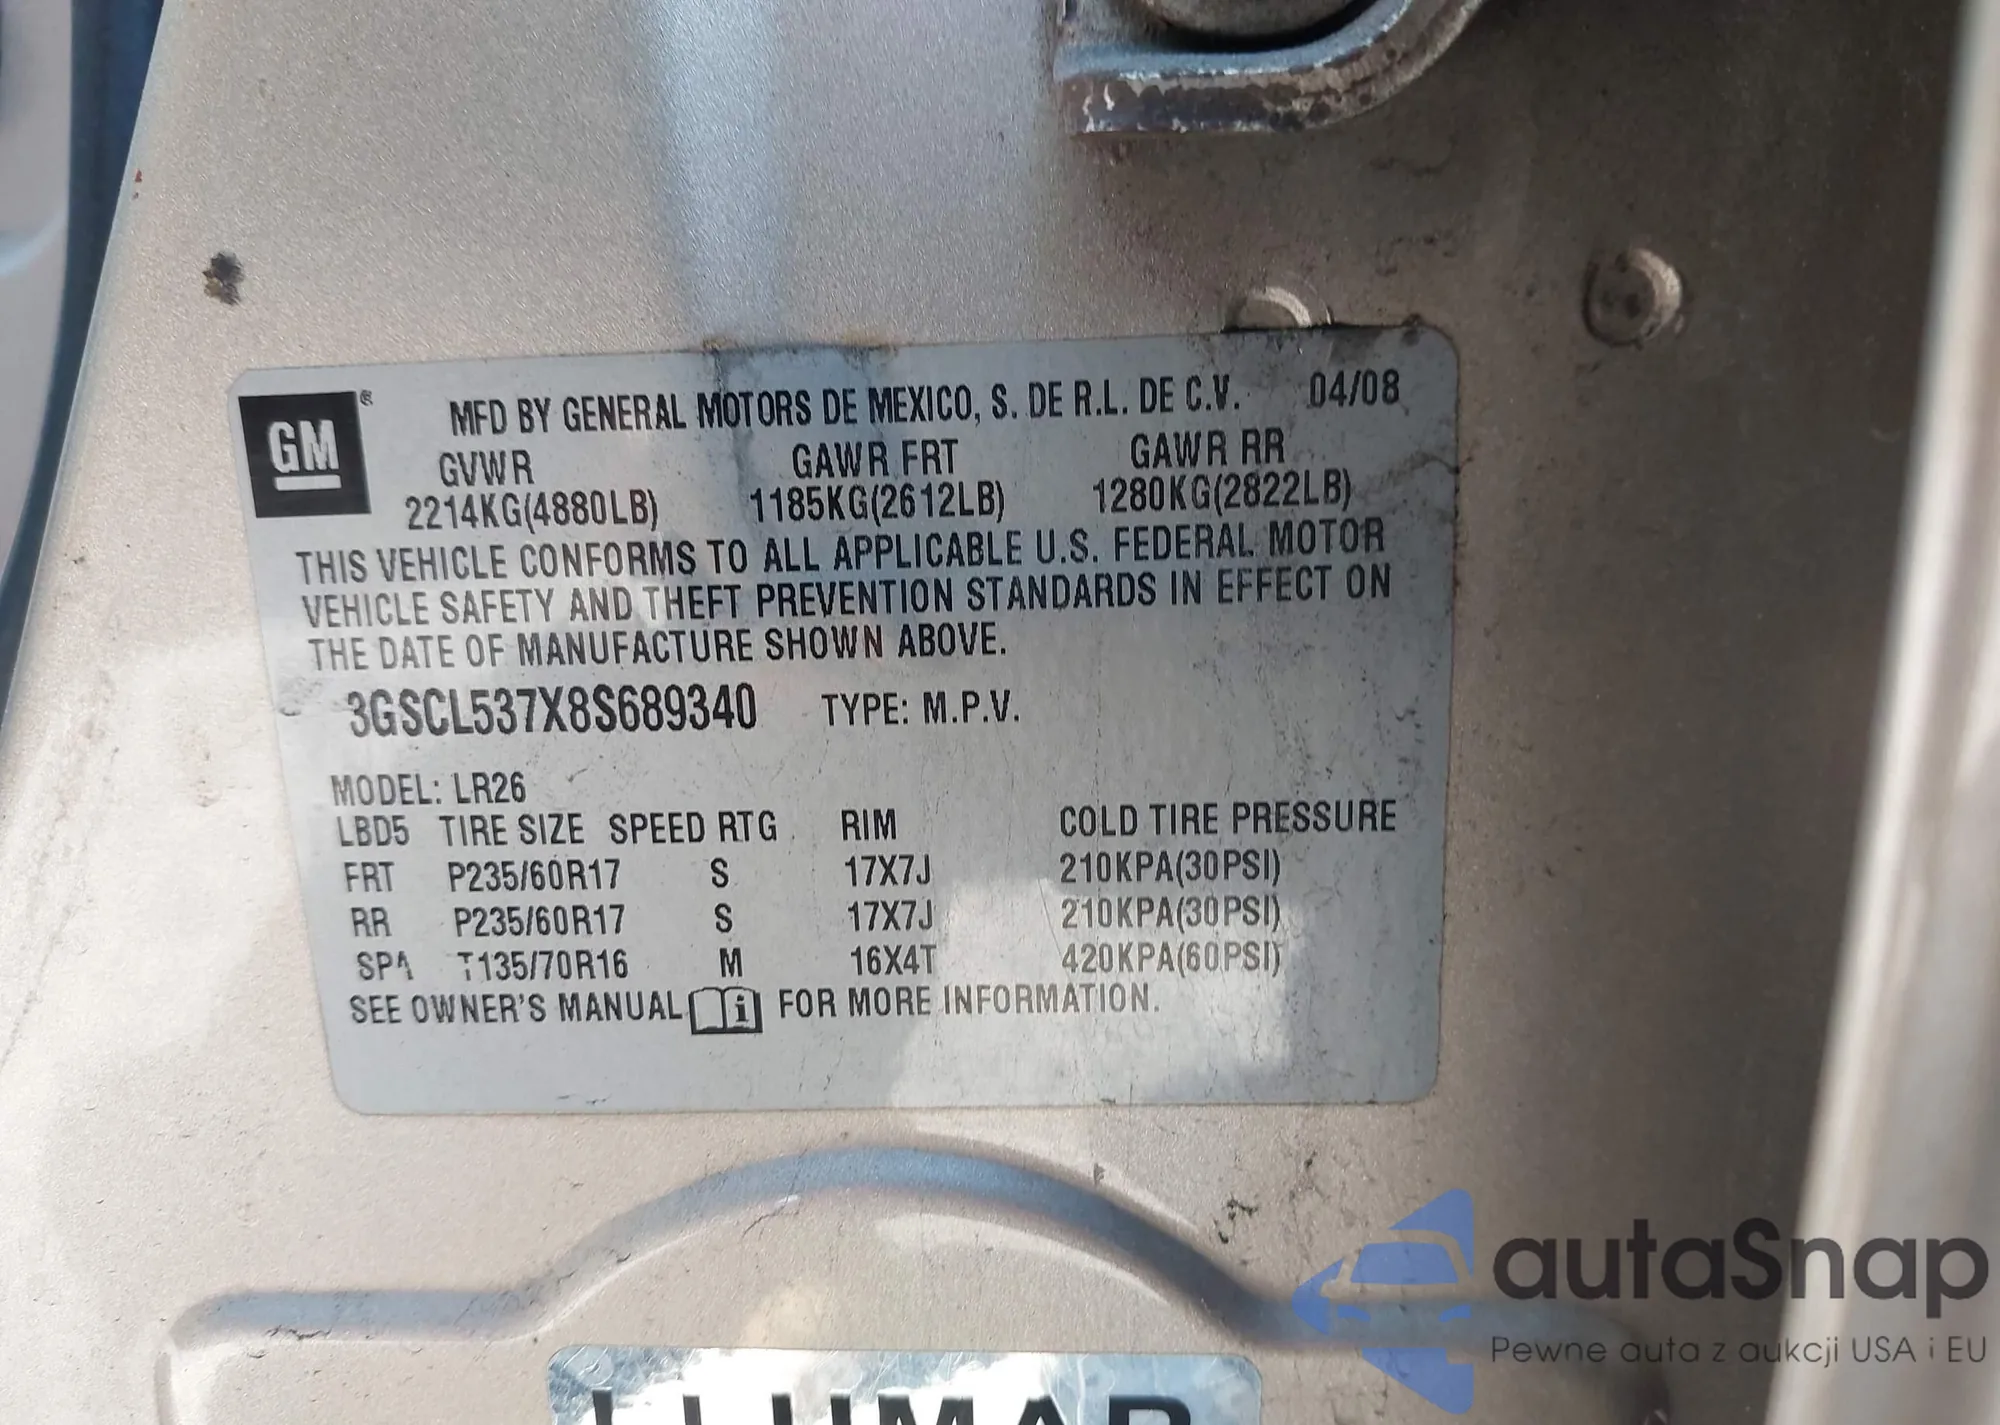 GM ®
MFD BY GENERAL MOTORS DE MEXICO, S. DE R.L. DE C.V. 04/08
GVWR GAWR FRT GAWR RR
2214KG(4880LB) 1185KG(2612LB) 1280KG(2822LB)
THIS VEHICLE CONFORMS TO ALL APPLICABLE U.S. FEDERAL MOTOR
VEHICLE SAFETY AND THEFT PREVENTION STANDARDS IN EFFECT ON
THE DATE OF MANUFACTURE SHOWN ABOVE.
3GSCL537X8S689340 TYPE: M.P.V.
MODEL: LR26
LBD5 TIRE SIZE SPEED RTG RIM COLD TIRE PRESSURE
FRT P235/60R17 S 17X7J 210KPA(30PSI)
RR P235/60R17 S 17X7J 210KPA(30PSI)
SPA T135/70R16 M 16X4T 420KPA(60PSI)
SEE OWNER'S MANUAL i FOR MORE INFORMATION.
autaSnap
Pewne auta z aukcji USA i EU